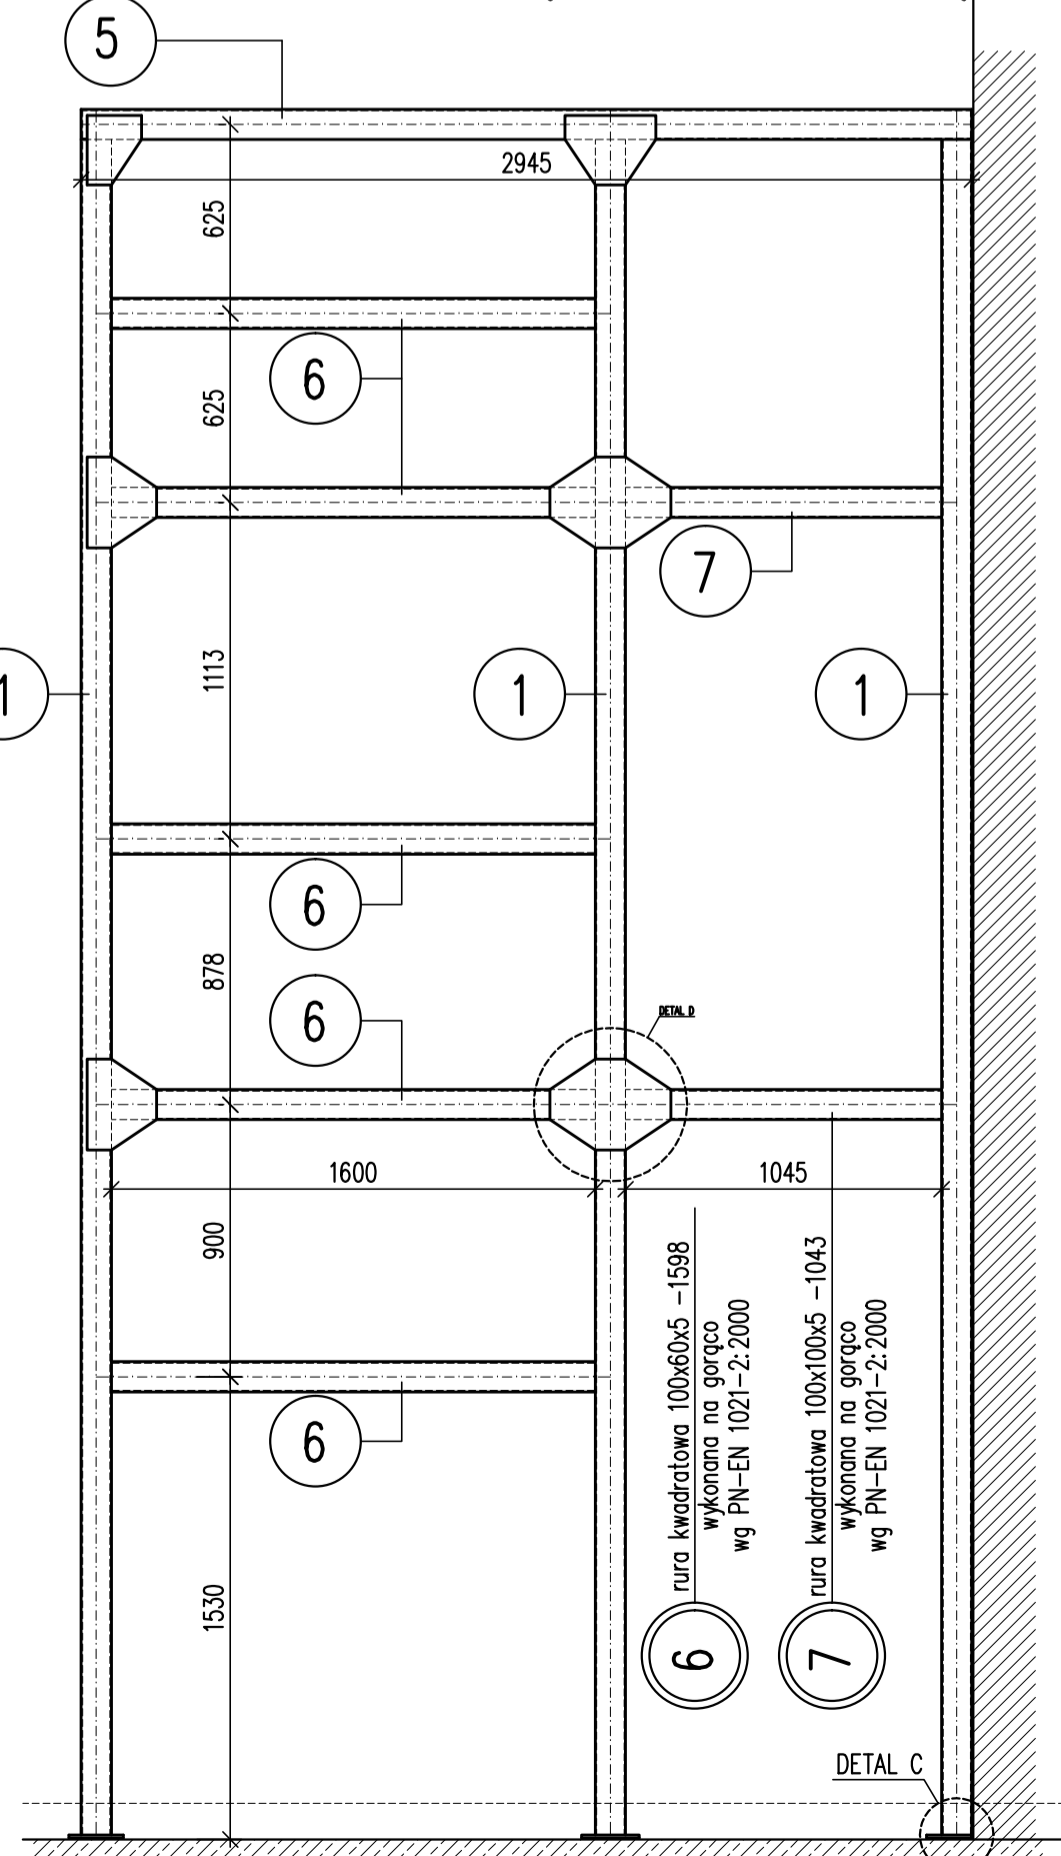 5
2945
625
6
625
7
1113
1
1
1
6
878
6
DETAL D
1600
1045
900
6
1530
6
rura kwadratowa 100x60x5 -1598
wykonana na gorąco
wg PN-EN 1021-2:2000
7
rura kwadratowa 100x100x5 -1043
wykonana na gorąco
wg PN-EN 1021-2:2000
DETAL C